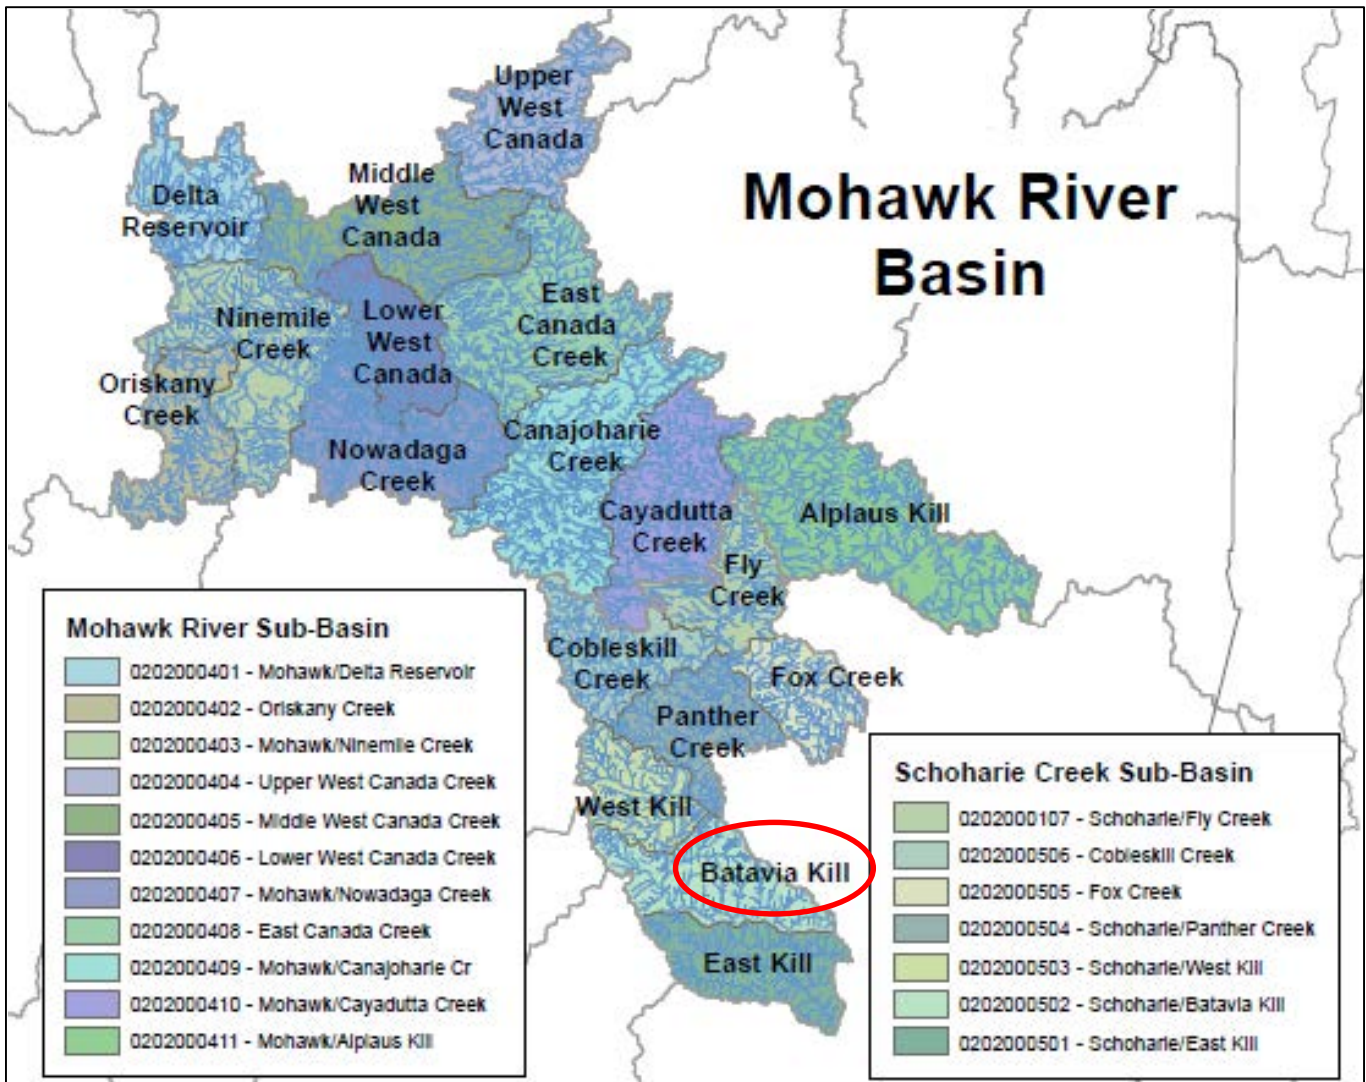 Upper
West
Canada
Middle
West
Canada
Delta
Reservoir
Mohawk River
Basin
Ninemile
Creek
Lower
West
Canada
East
Canada
Creek
Oriskany
Creek
Nowadaga
Creek
Canajoharie
Creek
Cayadutta
Creek
Alplaus Kill
Fly
Creek
Cobleskill
Creek
Fox Creek
Panther
Creek
West Kill
Batavia Kill
East Kill
Mohawk River Sub-Basin
0202000401 - Mohawk/Delta Reservoir
0202000402 - Oriskany Creek
0202000403 - Mohawk/Ninemile Creek
0202000404 - Upper West Canada Creek
0202000405 - Middle West Canada Creek
0202000406 - Lower West Canada Creek
0202000407 - Mohawk/Nowadaga Creek
0202000408 - East Canada Creek
0202000409 - Mohawk/Canajoharie Cr
0202000410 - Mohawk/Cayadutta Creek
0202000411 - Mohawk/Alplaus Kill
Schoharie Creek Sub-Basin
0202000107 - Schoharie/Fly Creek
0202000506 - Cobleskill Creek
0202000505 - Fox Creek
0202000504 - Schoharie/Panther Creek
0202000503 - Schoharie/West Kill
0202000502 - Schoharie/Batavia Kill
0202000501 - Schoharie/East Kill